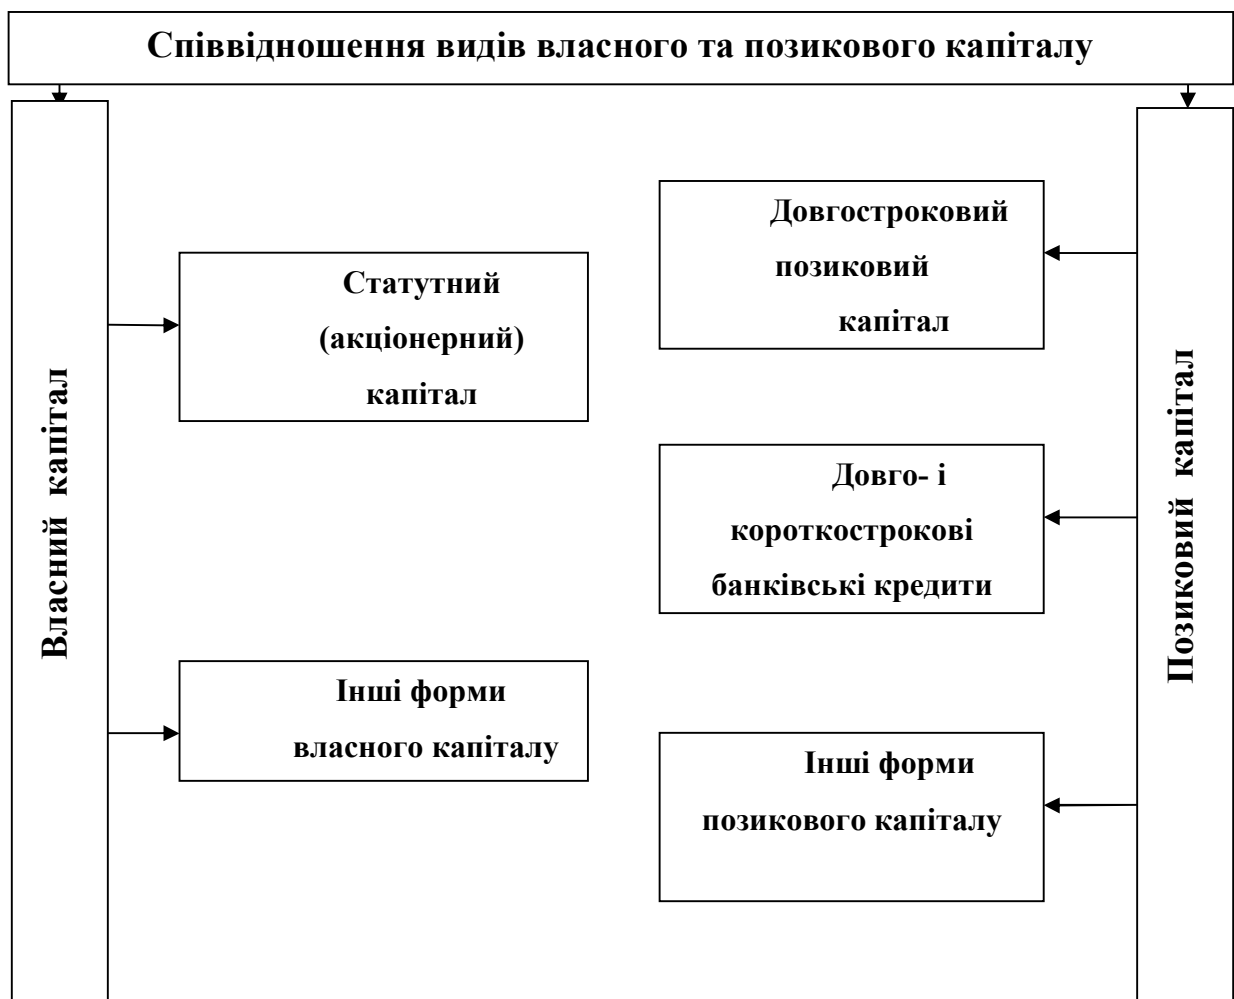 Співвідношення видів власного та позикового капіталу
Власний капітал
Статутний
(акціонерний)
капітал
Інші форми
власного капіталу
Довгостроковий
позиковий
капітал
Довго- і
короткострокові
банківські кредити
Інші форми
позикового капіталу
Позиковий капітал